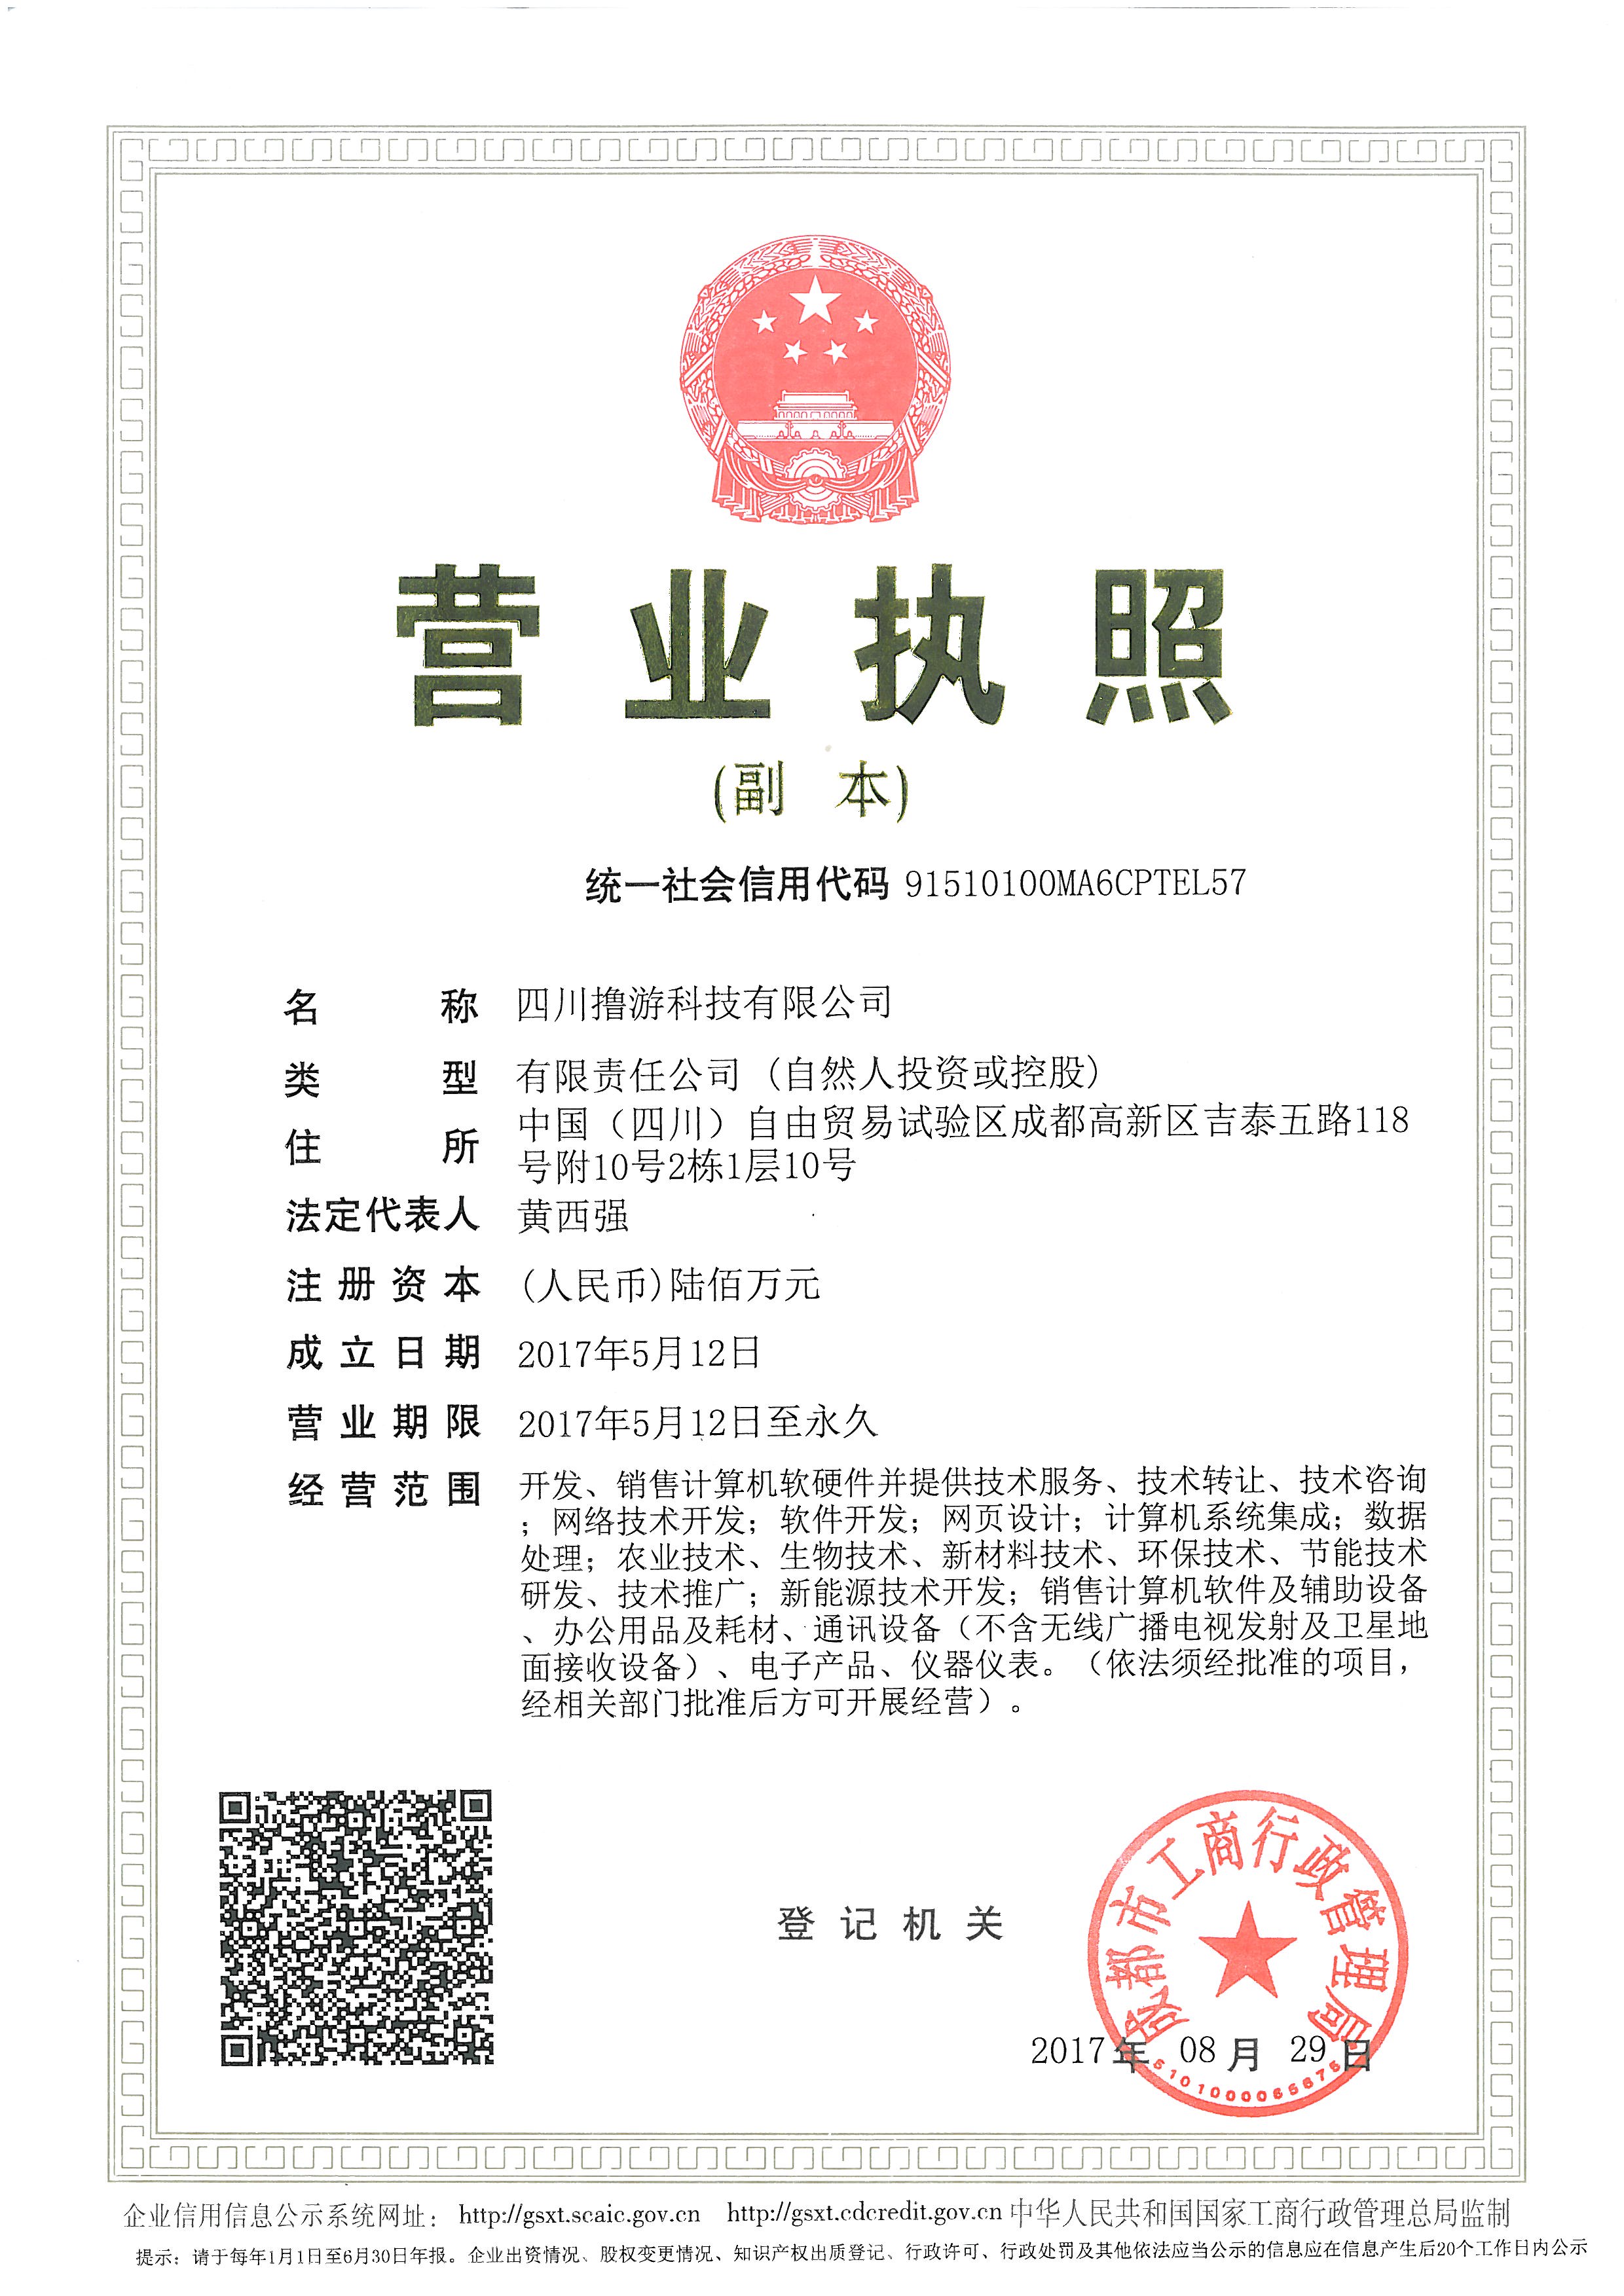 营业执照
(副 本)
统一社会信用代码 91510100MA6CPTEL57
名 称 四川撸游科技有限公司
类 型 有限责任公司 (自然人投资或控股)
住 所 中国（四川）自由贸易试验区成都高新区吉泰五路118
号附10号2栋1层10号
法定代表人 黄西强
注册资本 (人民币)陆佰万元
成立日期 2017年5月12日
营业期限 2017年5月12日至永久
经营范围 开发、销售计算机软硬件并提供技术服务、技术转让、技术咨询
；网络技术开发；软件开发；网页设计；计算机系统集成；数据
处理；农业技术、生物技术、新材料技术、环保技术、节能技术
研发、技术推广；新能源技术开发；销售计算机软件及辅助设备
、办公用品及耗材、通讯设备（不含无线广播电视发射及卫星地
面接收设备）、电子产品、仪器仪表。（依法须经批准的项目，
经相关部门批准后方可开展经营）。
登记机关
成都市工商行政管理局
2017年 08月 29日
5101000065675
企业信用信息公示系统网址： http://gsxt.scaic.gov.cn http://gsxt.cdcredit.gov.cn 中华人民共和国国家工商行政管理总局监制
提示：请于每年1月1日至6月30日年报。企业出资情况、股权变更情况、知识产权出质登记、行政许可、行政处罚及其他依法应当公示的信息应在信息产生后20个工作日内公示